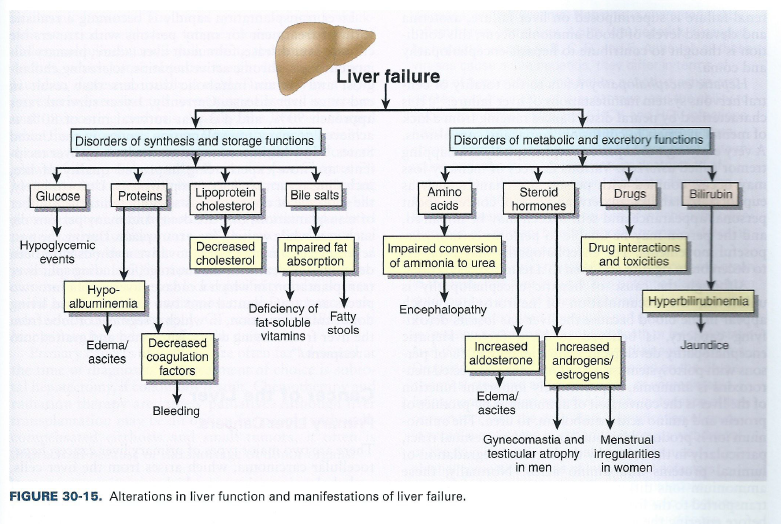 Liver failure
Disorders of synthesis and storage functions
Disorders of metabolic and excretory functions
Glucose
Proteins
Lipoprotein
cholesterol
Bile salts
Amino
acids
Steroid
hormones
Drugs
Bilirubin
Hypoglycemic
events
Decreased
cholesterol
Impaired fat
absorption
Impaired conversion
of ammonia to urea
Drug interactions
and toxicities
Hypo-
albuminemia
Deficiency of
fat-soluble
vitamins
Fatty
stools
Encephalopathy
Hyperbilirubinemia
Edema/
ascites
Decreased
coagulation
factors
Increased
aldosterone
Increased
androgens/
estrogens
Jaundice
Bleeding
Edema/
ascites
Gynecomastia and
testicular atrophy
in men
Menstrual
irregularities
in women
FIGURE 30-15. Alterations in liver function and manifestations of liver failure.